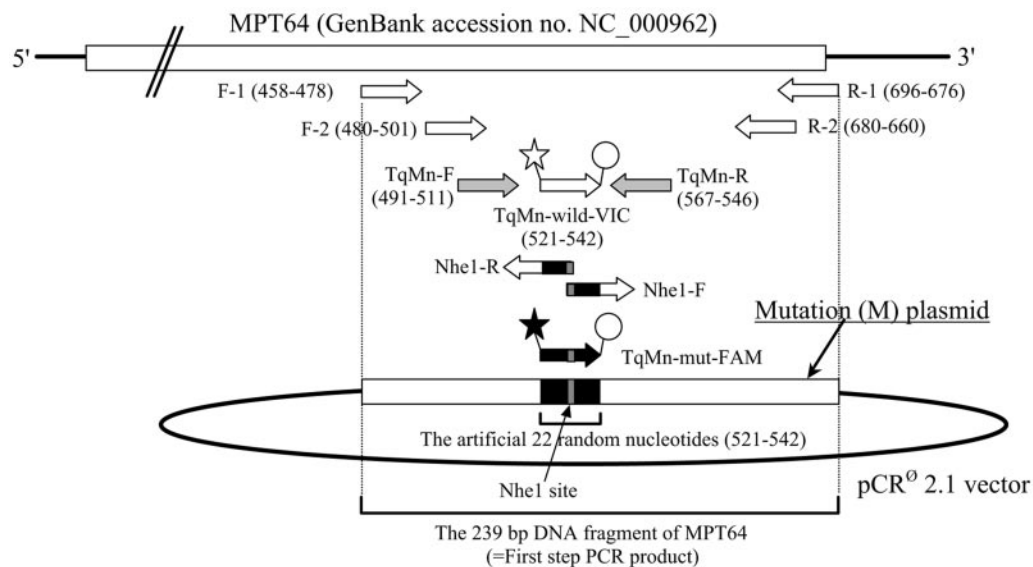 MPT64 (GenBank accession no. NC_000962)
5' 3'
F-1 (458-478) R-1 (696-676)
F-2 (480-501) R-2 (680-660)
TqMn-F
(491-511)
TqMn-R
(567-546)
TqMn-wild-VIC
(521-542)
Nhe1-R
Nhe1-F
Mutation (M) plasmid
TqMn-mut-FAM
The artificial 22 random nucleotides (521-542)
Nhe1 site
pCRØ 2.1 vector
The 239 bp DNA fragment of MPT64
(=First step PCR product)